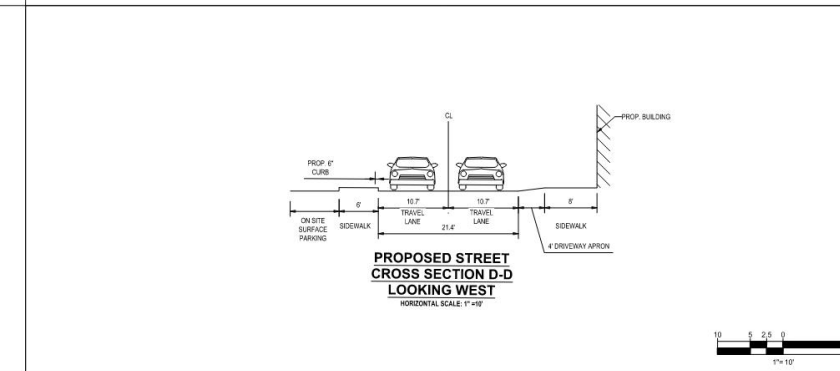 CL
PROP. BUILDING
PROP. 6"
CURB
6'
10.7'
10.7'
8'
ON SITE
SURFACE
PARKING
SIDEWALK
TRAVEL
LANE
TRAVEL
LANE
SIDEWALK
21.4'
4' DRIVEWAY APRON
PROPOSED STREET
CROSS SECTION D-D
LOOKING WEST
HORIZONTAL SCALE: 1" =10'
10 5 2.5 0
1"= 10'